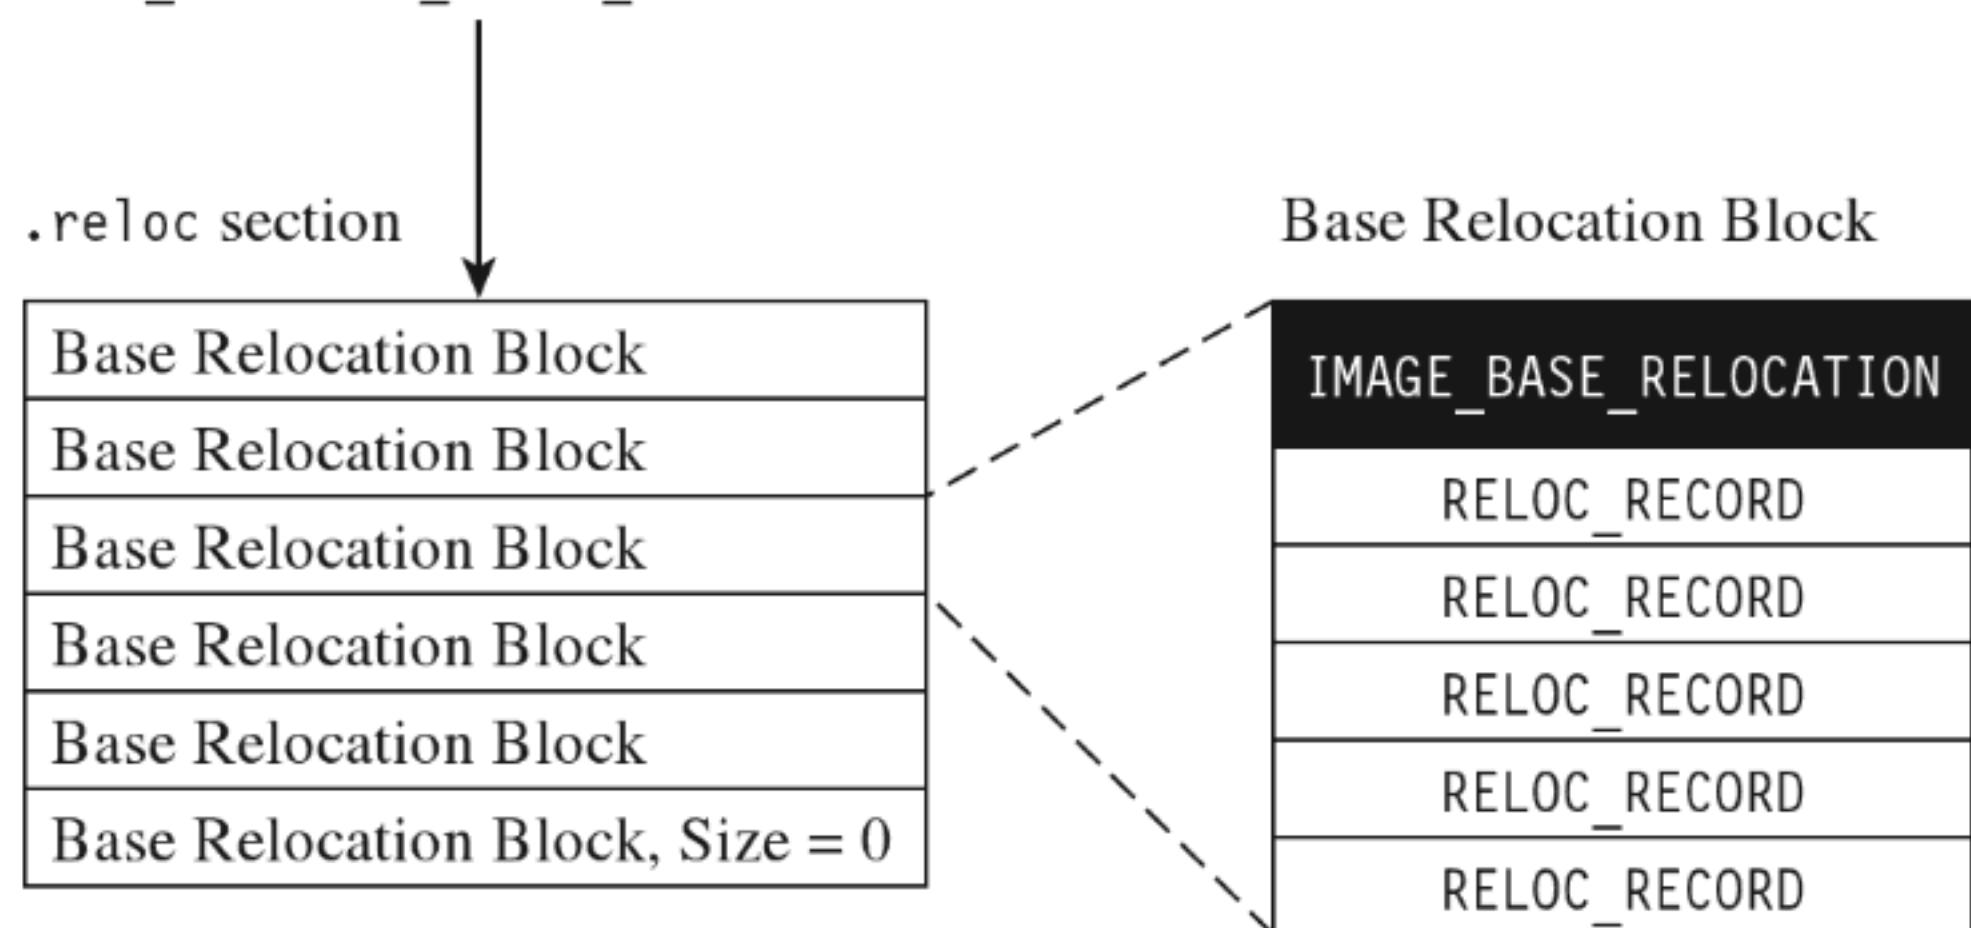 .reloc section
Base Relocation Block
Base Relocation Block
Base Relocation Block
Base Relocation Block
Base Relocation Block
Base Relocation Block, Size = 0
Base Relocation Block
IMAGE_BASE_RELOCATION
RELOC_RECORD
RELOC_RECORD
RELOC_RECORD
RELOC_RECORD
RELOC_RECORD